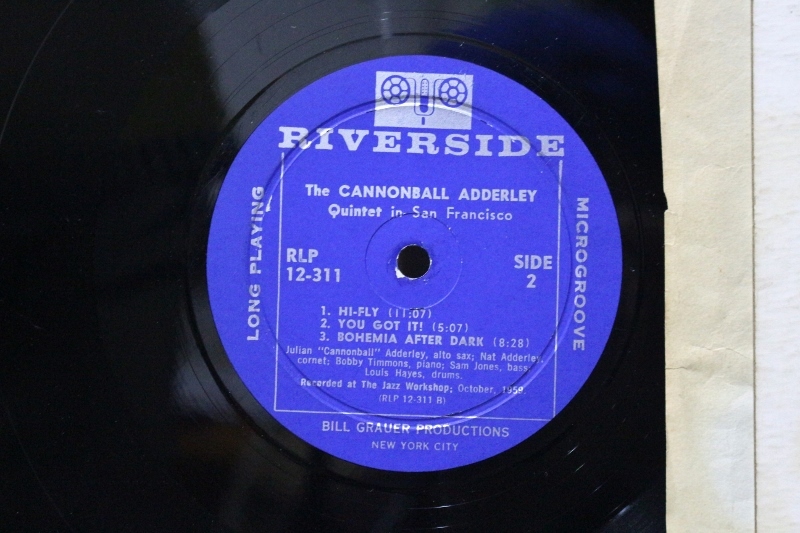 RIVERSIDE
The CANNONBALL ADDERLEY
Quintet in San Francisco
LONG PLAYING
MICROGROOVE
RLP
12-311
SIDE
2
1. HI-FLY (11:07)
2. YOU GOT IT! (5:07)
3. BOHEMIA AFTER DARK (8:28)
Julian "Cannonball" Adderley, alto sax; Nat Adderley,
cornet; Bobby Timmons, piano; Sam Jones, bass;
Louis Hayes, drums.
Recorded at The Jazz Workshop; October, 1959.
(RLP 12-311 B)
BILL GRAUER PRODUCTIONS
NEW YORK CITY